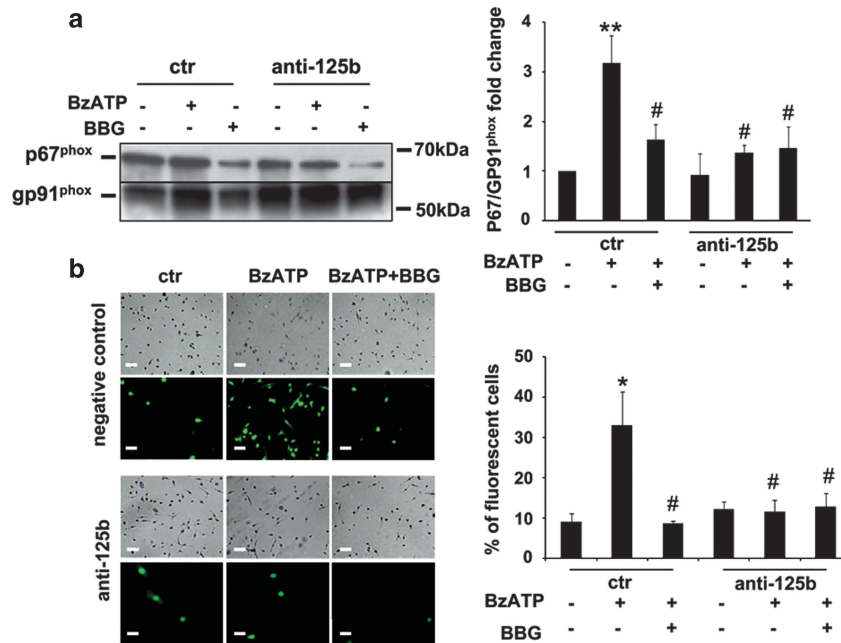 a
ctr anti-125b
BzATP - + - + 
BBG - - + - - +
p67phox 70kDa
gp91phox 50kDa
P67/GP91phox fold change
4
3
2
1
0
**
#
#
#
ctr anti-125b
BzATP - + + - + +
BBG - - + - - +
b
ctr BzATP BzATP+BBG
negative control
anti-125b
% of fluorescent cells
50
40
30
20
10
0
*
#
#
#
ctr anti-125b
BzATP - + + - + +
BBG - - + - - +